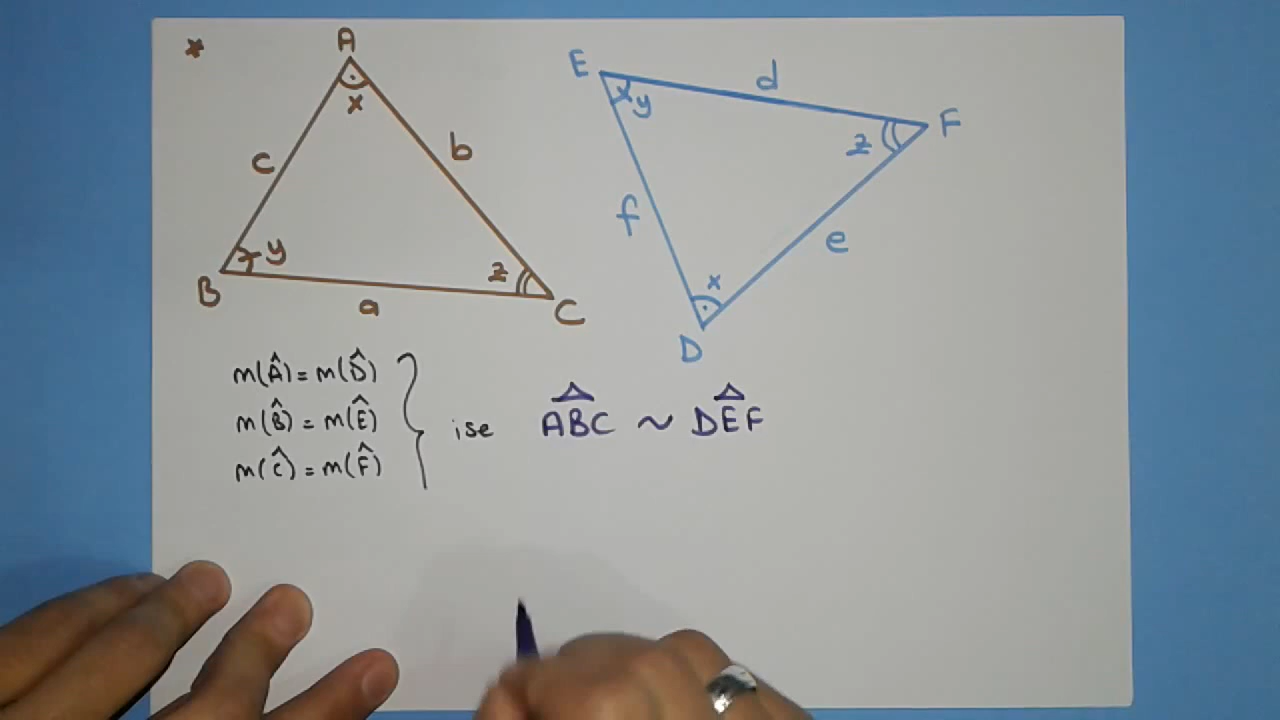 *
A
x
c
b
y
z
B
a
C
E
d
F
y
z
f
e
x
D
m(Â) = m(D̂)
m(B̂) = m(Ê)
m(Ĉ) = m(F̂)
ise ABC ~ DEF